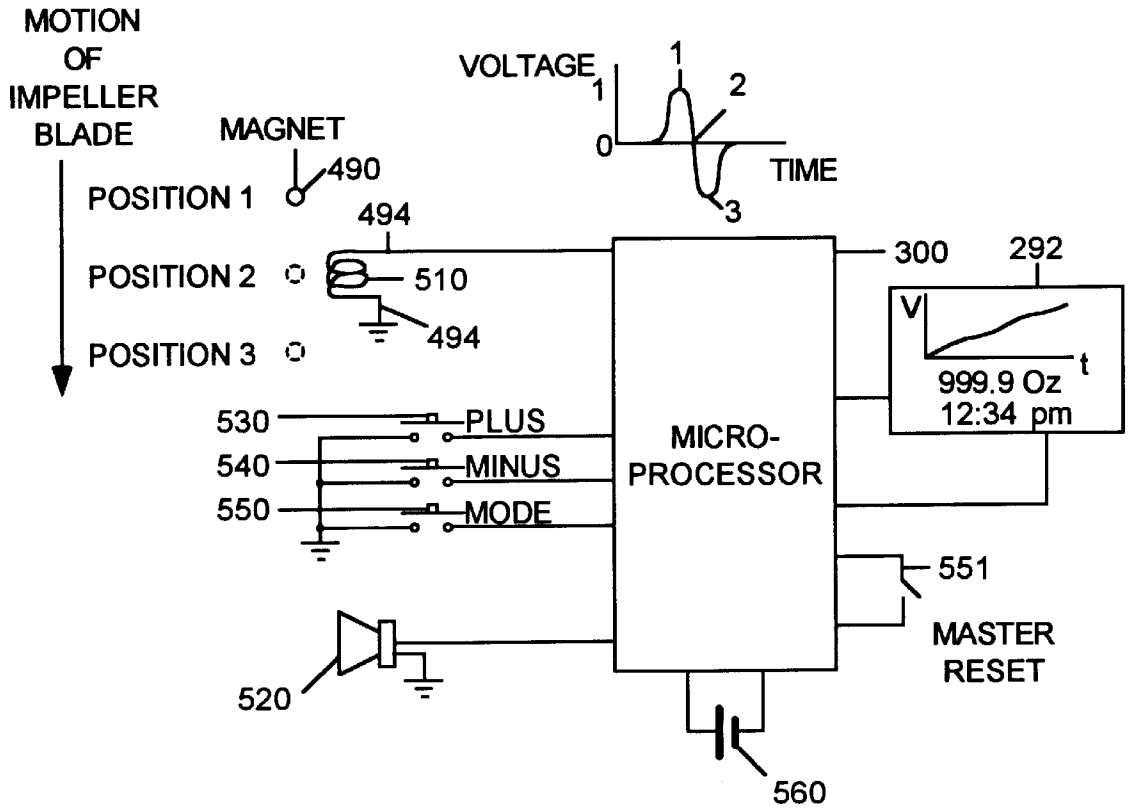 MOTION
OF
IMPELLER
BLADE
MAGNET
490
POSITION 1
POSITION 2
POSITION 3
494
510
494
VOLTAGE
1
0
1
2
3
TIME
300
292
V
t
999.9 Oz
12:34 pm
530
PLUS
540
MINUS
550
MODE
MICRO-
PROCESSOR
551
MASTER
RESET
520
560